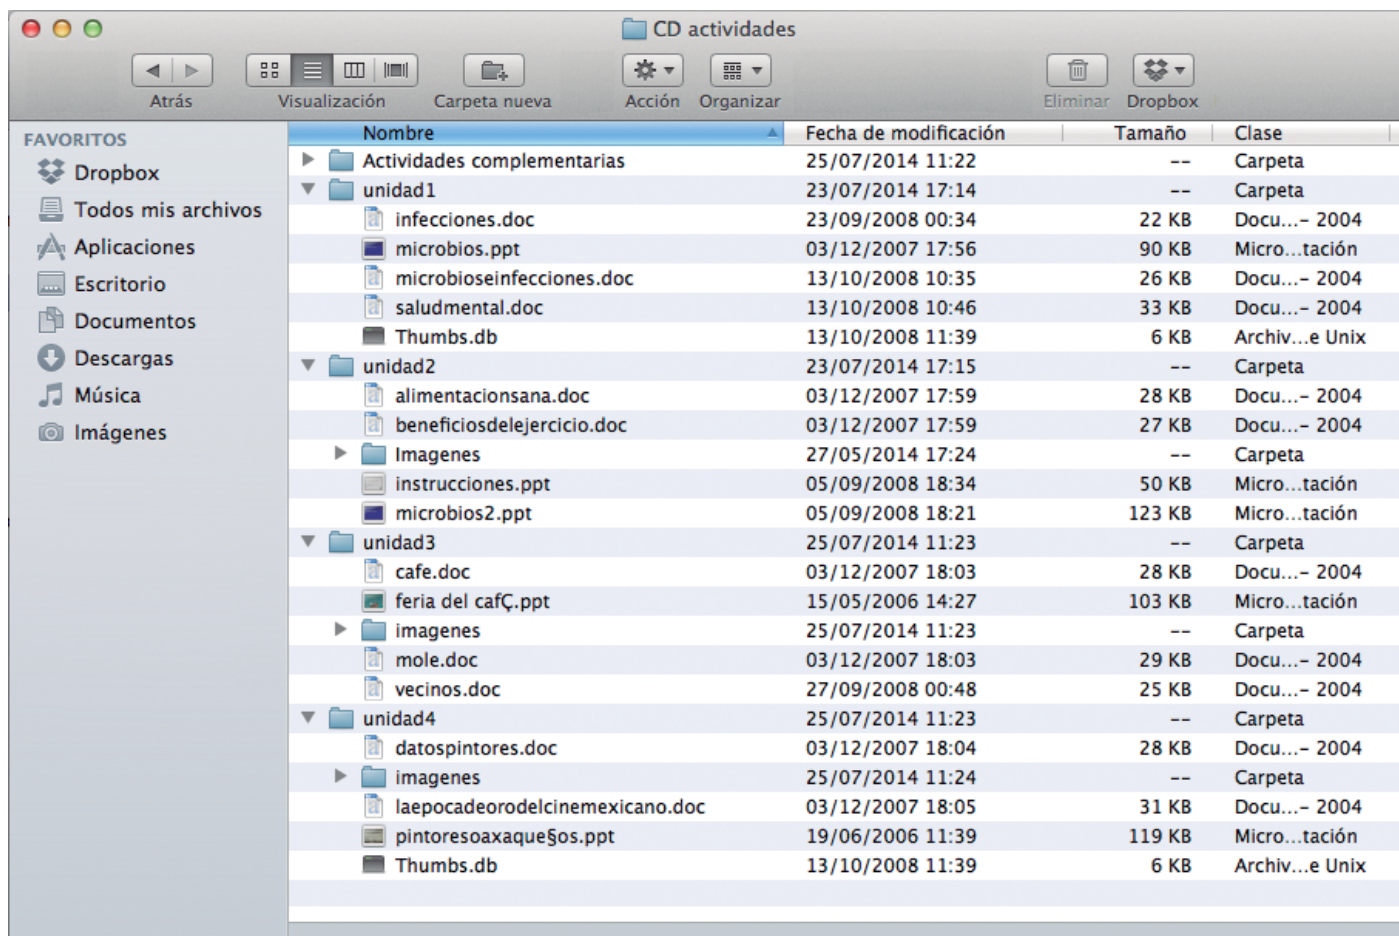 CD actividades
Atrás Visualización Carpeta nueva Acción Organizar Eliminar Dropbox
FAVORITOS
Dropbox
Todos mis archivos
Aplicaciones
Escritorio
Documentos
Descargas
Música
Imágenes
Nombre Fecha de modificación Tamaño Clase
Actividades complementarias 25/07/2014 11:22 -- Carpeta
unidad1 23/07/2014 17:14 -- Carpeta
infecciones.doc 23/09/2008 00:34 22 KB Docu...- 2004
microbios.ppt 03/12/2007 17:56 90 KB Micro...tación
microbioseinfecciones.doc 13/10/2008 10:35 26 KB Docu...- 2004
saludmental.doc 13/10/2008 10:46 33 KB Docu...- 2004
Thumbs.db 13/10/2008 11:39 6 KB Archiv...e Unix
unidad2 23/07/2014 17:15 -- Carpeta
alimentacionsana.doc 03/12/2007 17:59 28 KB Docu...- 2004
beneficiosdelejercicio.doc 03/12/2007 17:59 27 KB Docu...- 2004
Imagenes 27/05/2014 17:24 -- Carpeta
instrucciones.ppt 05/09/2008 18:34 50 KB Micro...tación
microbios2.ppt 05/09/2008 18:21 123 KB Micro...tación
unidad3 25/07/2014 11:23 -- Carpeta
cafe.doc 03/12/2007 18:03 28 KB Docu...- 2004
feria del cafÇ.ppt 15/05/2006 14:27 103 KB Micro...tación
imagenes 25/07/2014 11:23 -- Carpeta
mole.doc 03/12/2007 18:03 29 KB Docu...- 2004
vecinos.doc 27/09/2008 00:48 25 KB Docu...- 2004
unidad4 25/07/2014 11:23 -- Carpeta
datospintores.doc 03/12/2007 18:04 28 KB Docu...- 2004
imagenes 25/07/2014 11:24 -- Carpeta
laepocadeorodelcinemexicano.doc 03/12/2007 18:05 31 KB Docu...- 2004
pintoresoaxaque§os.ppt 19/06/2006 11:39 119 KB Micro...tación
Thumbs.db 13/10/2008 11:39 6 KB Archiv...e Unix